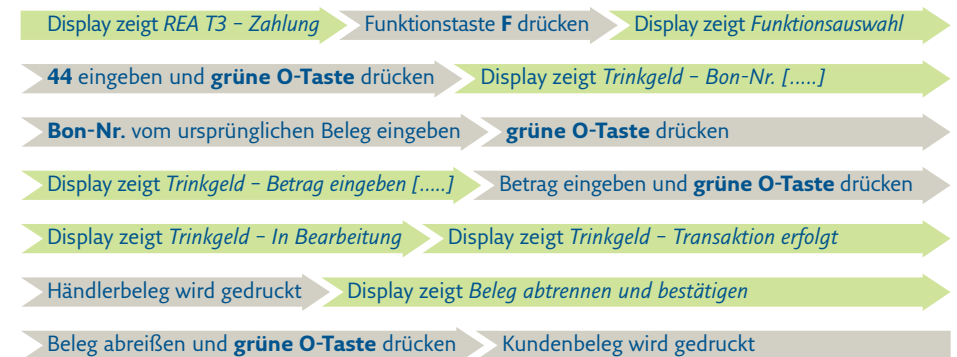 Display zeigt REA T3 – Zahlung Funktionstaste F drücken Display zeigt Funktionsauswahl
44 eingeben und grüne O-Taste drücken Display zeigt Trinkgeld – Bon-Nr. [.....]
Bon-Nr. vom ursprünglichen Beleg eingeben grüne O-Taste drücken
Display zeigt Trinkgeld – Betrag eingeben [.....] Betrag eingeben und grüne O-Taste drücken
Display zeigt Trinkgeld – In Bearbeitung Display zeigt Trinkgeld – Transaktion erfolgt
Händlerbeleg wird gedruckt Display zeigt Beleg abtrennen und bestätigen
Beleg abreißen und grüne O-Taste drücken Kundenbeleg wird gedruckt